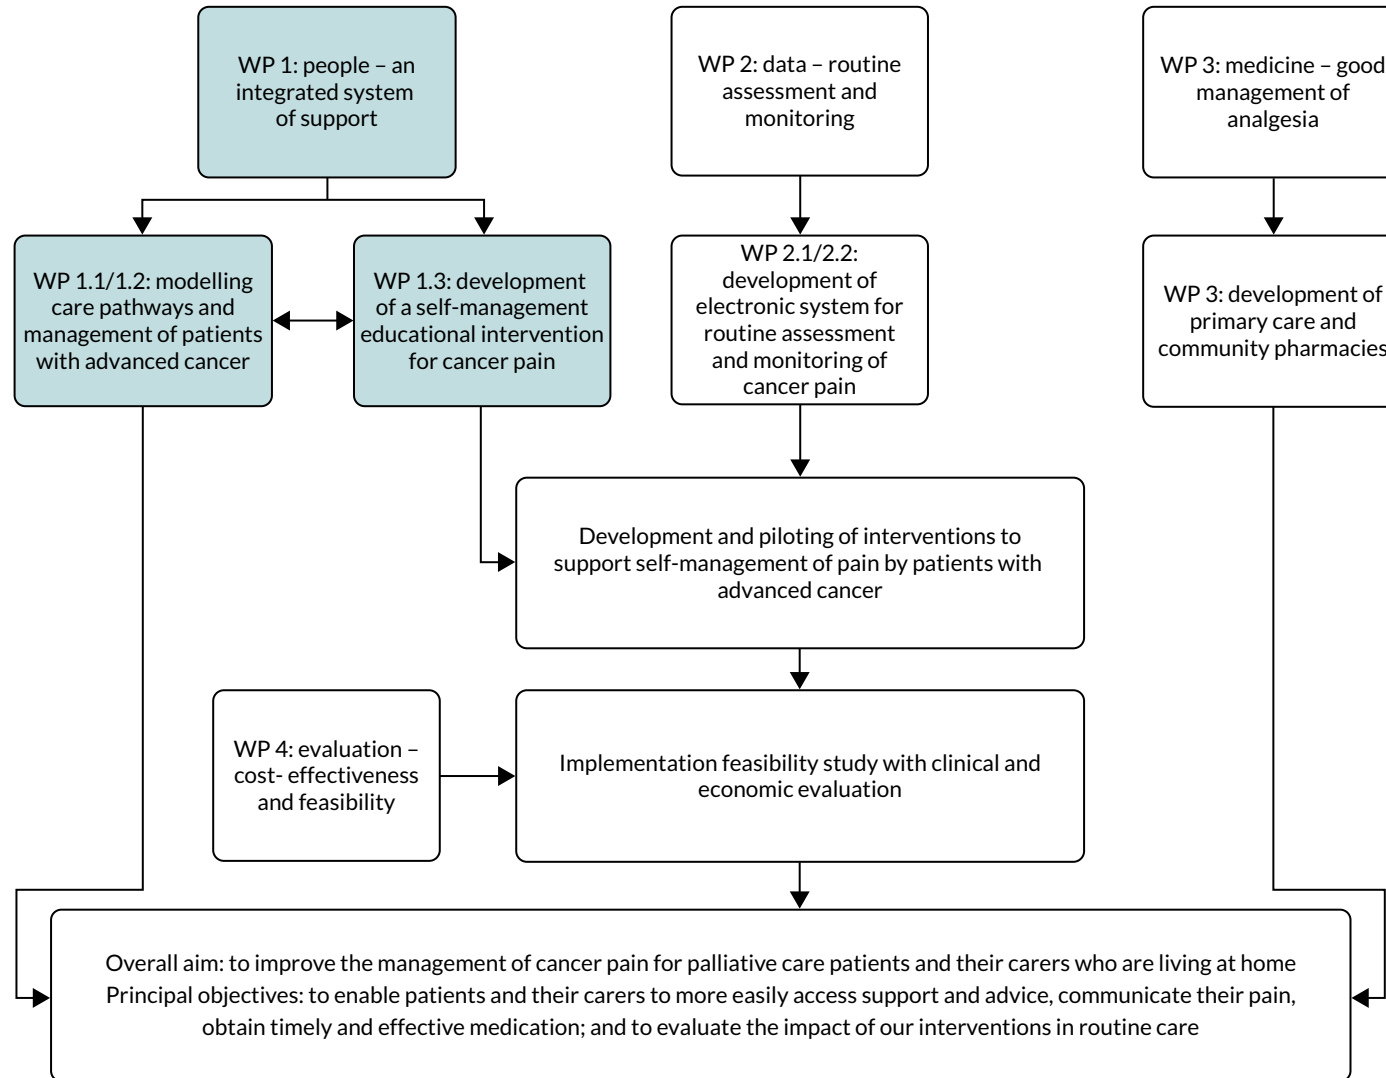 WP 1: people – an
integrated system
of support
WP 2: data – routine
assessment and
monitoring
WP 3: medicine – good
management of
analgesia
WP 1.1/1.2: modelling
care pathways and
management of patients
with advanced cancer
WP 1.3: development
of a self-management
educational intervention
for cancer pain
WP 2.1/2.2:
development of
electronic system for
routine assessment
and monitoring of
cancer pain
WP 3: development of
primary care and
community pharmacies
Development and piloting of interventions to
support self-management of pain by patients with
advanced cancer
WP 4: evaluation –
cost- effectiveness
and feasibility
Implementation feasibility study with clinical and
economic evaluation
Overall aim: to improve the management of cancer pain for palliative care patients and their carers who are living at home
Principal objectives: to enable patients and their carers to more easily access support and advice, communicate their pain,
obtain timely and effective medication; and to evaluate the impact of our interventions in routine care